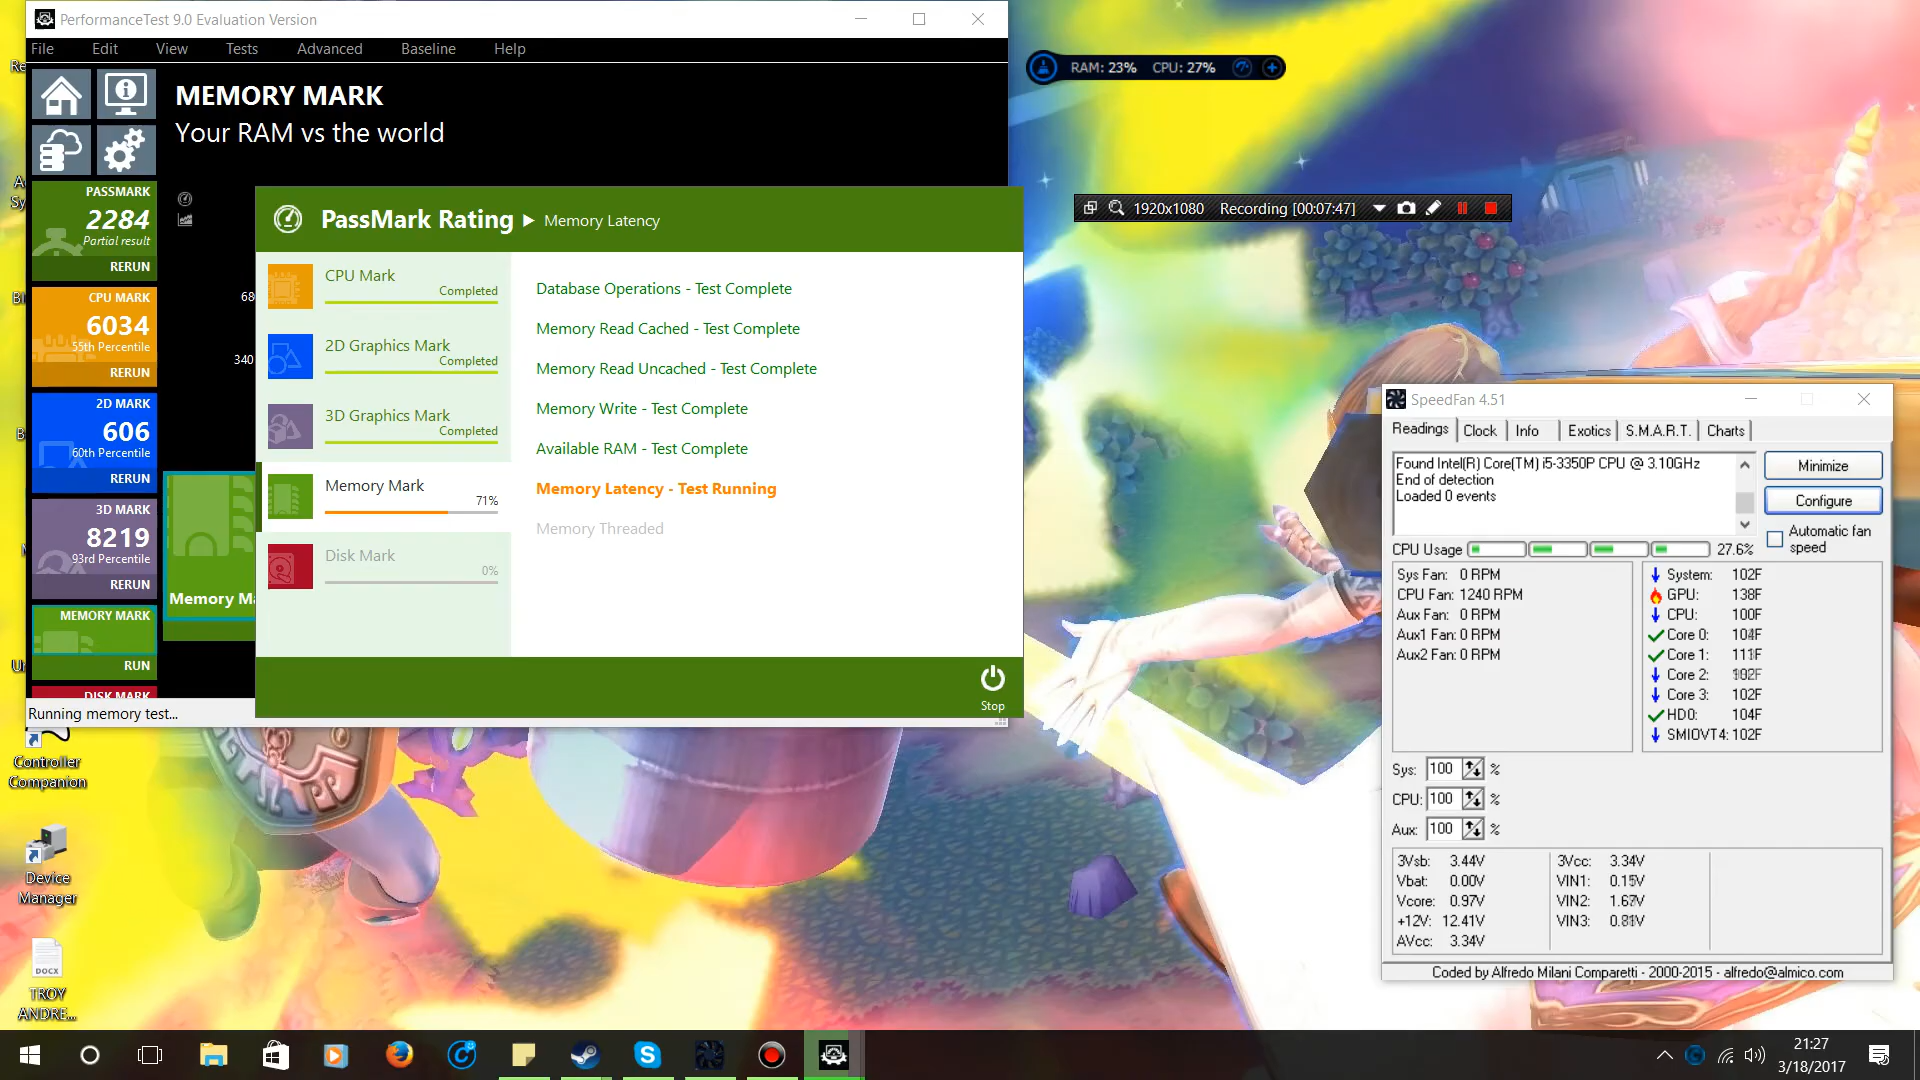 PerformanceTest 9.0 Evaluation Version
File Edit View Tests Advanced Baseline Help
MEMORY MARK
Your RAM vs the world
PASSMARK
2284
Partial result
RERUN
CPU MARK
6034
55th Percentile
RERUN
2D MARK
606
60th Percentile
RERUN
3D MARK
8219
93rd Percentile
RERUN
MEMORY MARK
RUN
DISK MARK
Running memory test...
340
Memory M
PassMark Rating ▶ Memory Latency
CPU Mark
Completed
2D Graphics Mark
Completed
3D Graphics Mark
Completed
Memory Mark
71%
Disk Mark
0%
Database Operations - Test Complete
Memory Read Cached - Test Complete
Memory Read Uncached - Test Complete
Memory Write - Test Complete
Available RAM - Test Complete
Memory Latency - Test Running
Memory Threaded
Stop
RAM: 23% CPU: 27%
1920x1080 Recording [00:07:47]
SpeedFan 4.51
Readings Clock Info Exotics S.M.A.R.T. Charts
Found Intel(R) Core(TM) i5-3350P CPU @ 3.10GHz
End of detection
Loaded 0 events
Minimize
Configure
Automatic fan
speed
CPU Usage 27.6%
Sys Fan: 0 RPM
CPU Fan: 1240 RPM
Aux Fan: 0 RPM
Aux1 Fan: 0 RPM
Aux2 Fan: 0 RPM
System: 102F
GPU: 138F
CPU: 100F
Core 0: 104F
Core 1: 111F
Core 2: 102F
Core 3: 102F
HD0: 104F
SMIOVT4: 102F
Sys: 100 %
CPU: 100 %
Aux: 100 %
3Vsb: 3.44V
Vbat: 0.00V
Vcore: 0.97V
+12V: 12.41V
AVcc: 3.34V
3Vcc: 3.34V
VIN1: 0.15V
VIN2: 1.67V
VIN3: 0.81V
Coded by Alfredo Milani Comparetti - 2000-2015 - alfredo@almico.com
Controller
Companion
Device
Manager
DOCX
TROY
ANDRE...
21:27
3/18/2017